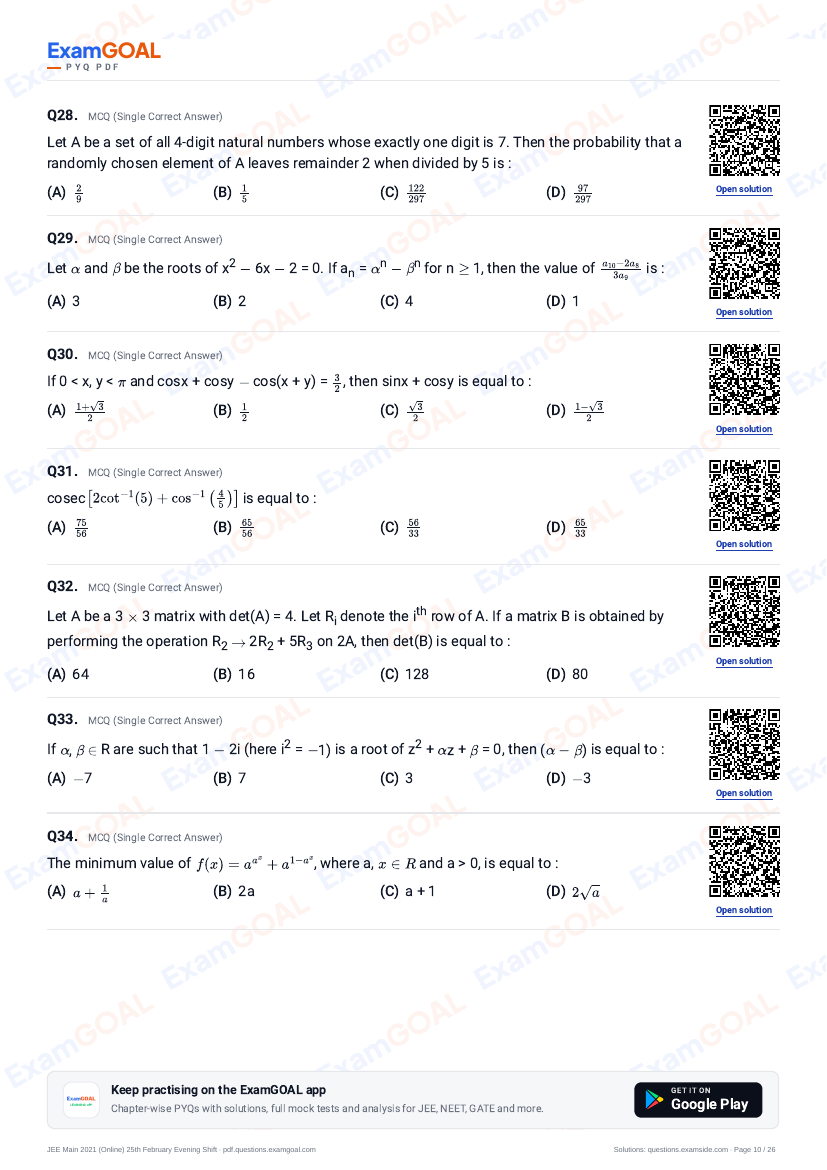 ExamGOAL
PYQ PDF
Q28. MCQ (Single Correct Answer)
Let A be a set of all 4-digit natural numbers whose exactly one digit is 7. Then the probability that a
randomly chosen element of A leaves remainder 2 when divided by 5 is :
(A) 2/9 (B) 1/5 (C) 122/297 (D) 97/297
Open solution
Q29. MCQ (Single Correct Answer)
Let α and β be the roots of x² − 6x − 2 = 0. If aₙ = αⁿ − βⁿ for n ≥ 1, then the value of (a₁₀−2a₈)/(3a₉) is :
(A) 3 (B) 2 (C) 4 (D) 1
Open solution
Q30. MCQ (Single Correct Answer)
If 0 < x, y < π and cosx + cosy − cos(x + y) = 3/2, then sinx + cosy is equal to :
(A) (1+√3)/2 (B) 1/2 (C) √3/2 (D) (1−√3)/2
Open solution
Q31. MCQ (Single Correct Answer)
cosec[2cot⁻¹(5) + cos⁻¹(4/5)] is equal to :
(A) 75/56 (B) 65/56 (C) 56/33 (D) 65/33
Open solution
Q32. MCQ (Single Correct Answer)
Let A be a 3 × 3 matrix with det(A) = 4. Let Rᵢ denote the iᵗʰ row of A. If a matrix B is obtained by
performing the operation R₂ → 2R₂ + 5R₃ on 2A, then det(B) is equal to :
(A) 64 (B) 16 (C) 128 (D) 80
Open solution
Q33. MCQ (Single Correct Answer)
If α, β ∈ R are such that 1 − 2i (here i² = −1) is a root of z² + αz + β = 0, then (α − β) is equal to :
(A) −7 (B) 7 (C) 3 (D) −3
Open solution
Q34. MCQ (Single Correct Answer)
The minimum value of f(x) = a^(a^x) + a^(1−a^x), where a, x ∈ R and a > 0, is equal to :
(A) a + 1/a (B) 2a (C) a + 1 (D) 2√a
Open solution
Keep practising on the ExamGOAL app
Chapter-wise PYQs with solutions, full mock tests and analysis for JEE, NEET, GATE and more.
GET IT ON
Google Play
JEE Main 2021 (Online) 25th February Evening Shift · pdf.questions.examgoal.com
Solutions: questions.examside.com · Page 10 / 26